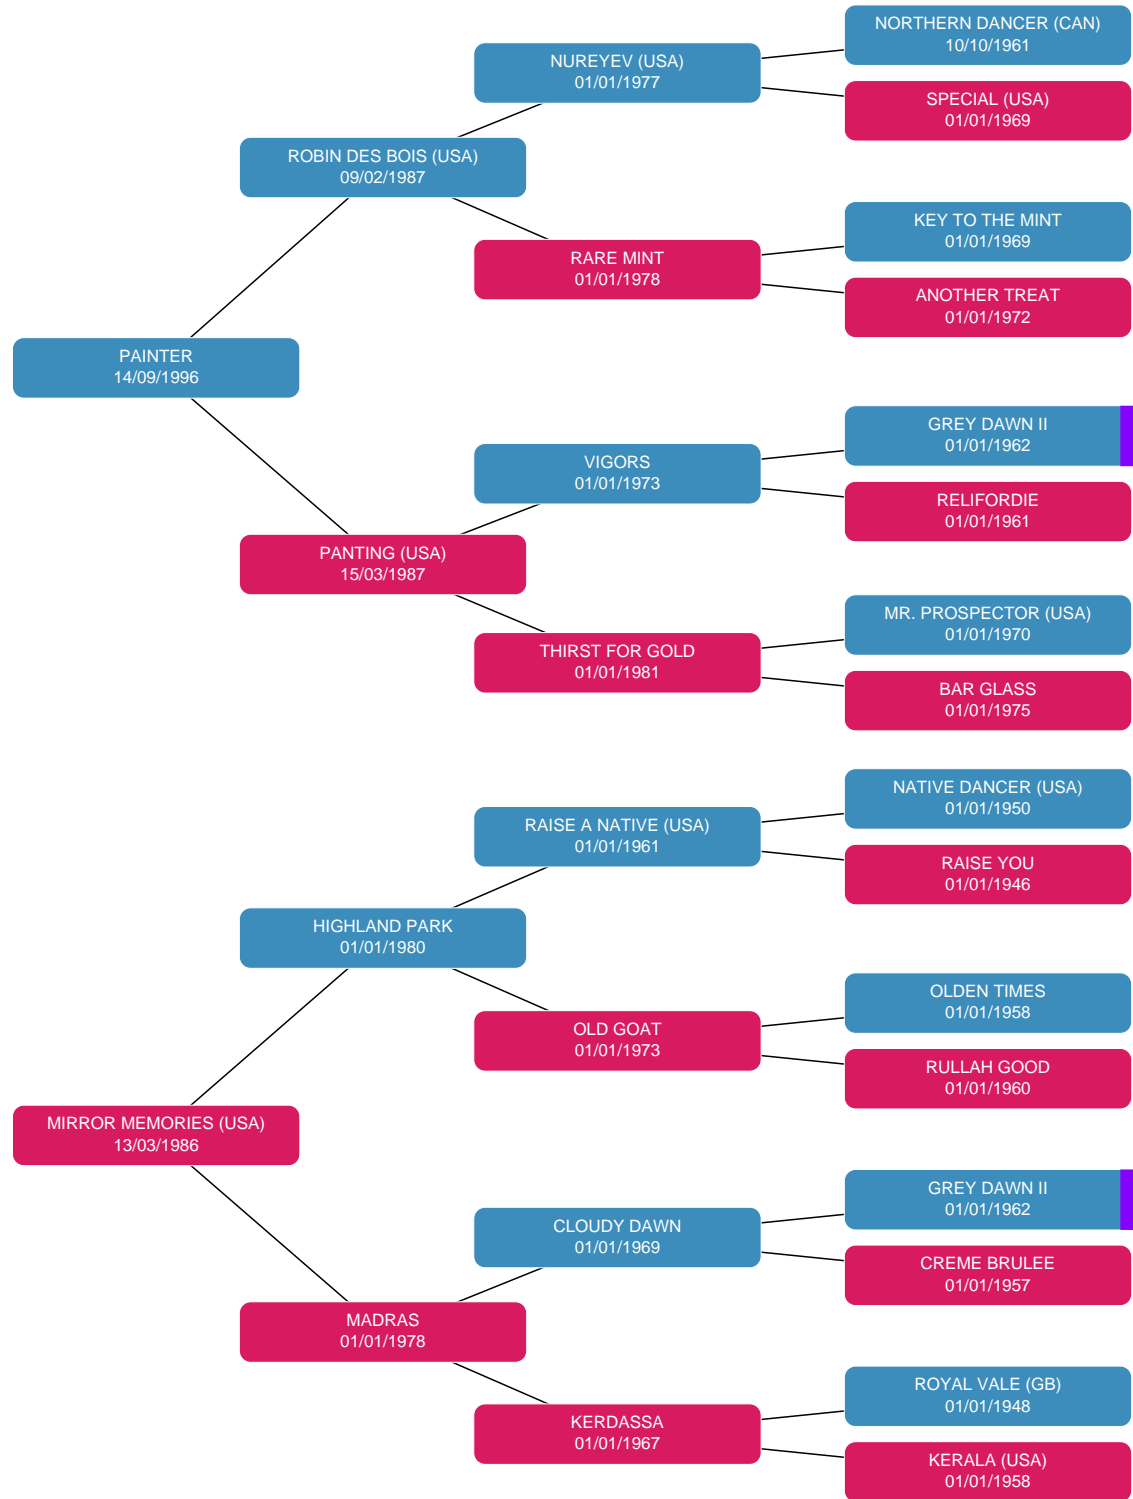 NORTHERN DANCER (CAN)
10/10/1961
NUREYEV (USA)
01/01/1977
SPECIAL (USA)
01/01/1969
ROBIN DES BOIS (USA)
09/02/1987
KEY TO THE MINT
01/01/1969
RARE MINT
01/01/1978
ANOTHER TREAT
01/01/1972
PAINTER
14/09/1996
GREY DAWN II
01/01/1962
VIGORS
01/01/1973
RELIFORDIE
01/01/1961
PANTING (USA)
15/03/1987
MR. PROSPECTOR (USA)
01/01/1970
THIRST FOR GOLD
01/01/1981
BAR GLASS
01/01/1975
NATIVE DANCER (USA)
01/01/1950
RAISE A NATIVE (USA)
01/01/1961
RAISE YOU
01/01/1946
HIGHLAND PARK
01/01/1980
OLDEN TIMES
01/01/1958
OLD GOAT
01/01/1973
RULLAH GOOD
01/01/1960
MIRROR MEMORIES (USA)
13/03/1986
GREY DAWN II
01/01/1962
CLOUDY DAWN
01/01/1969
CREME BRULEE
01/01/1957
MADRAS
01/01/1978
ROYAL VALE (GB)
01/01/1948
KERDASSA
01/01/1967
KERALA (USA)
01/01/1958